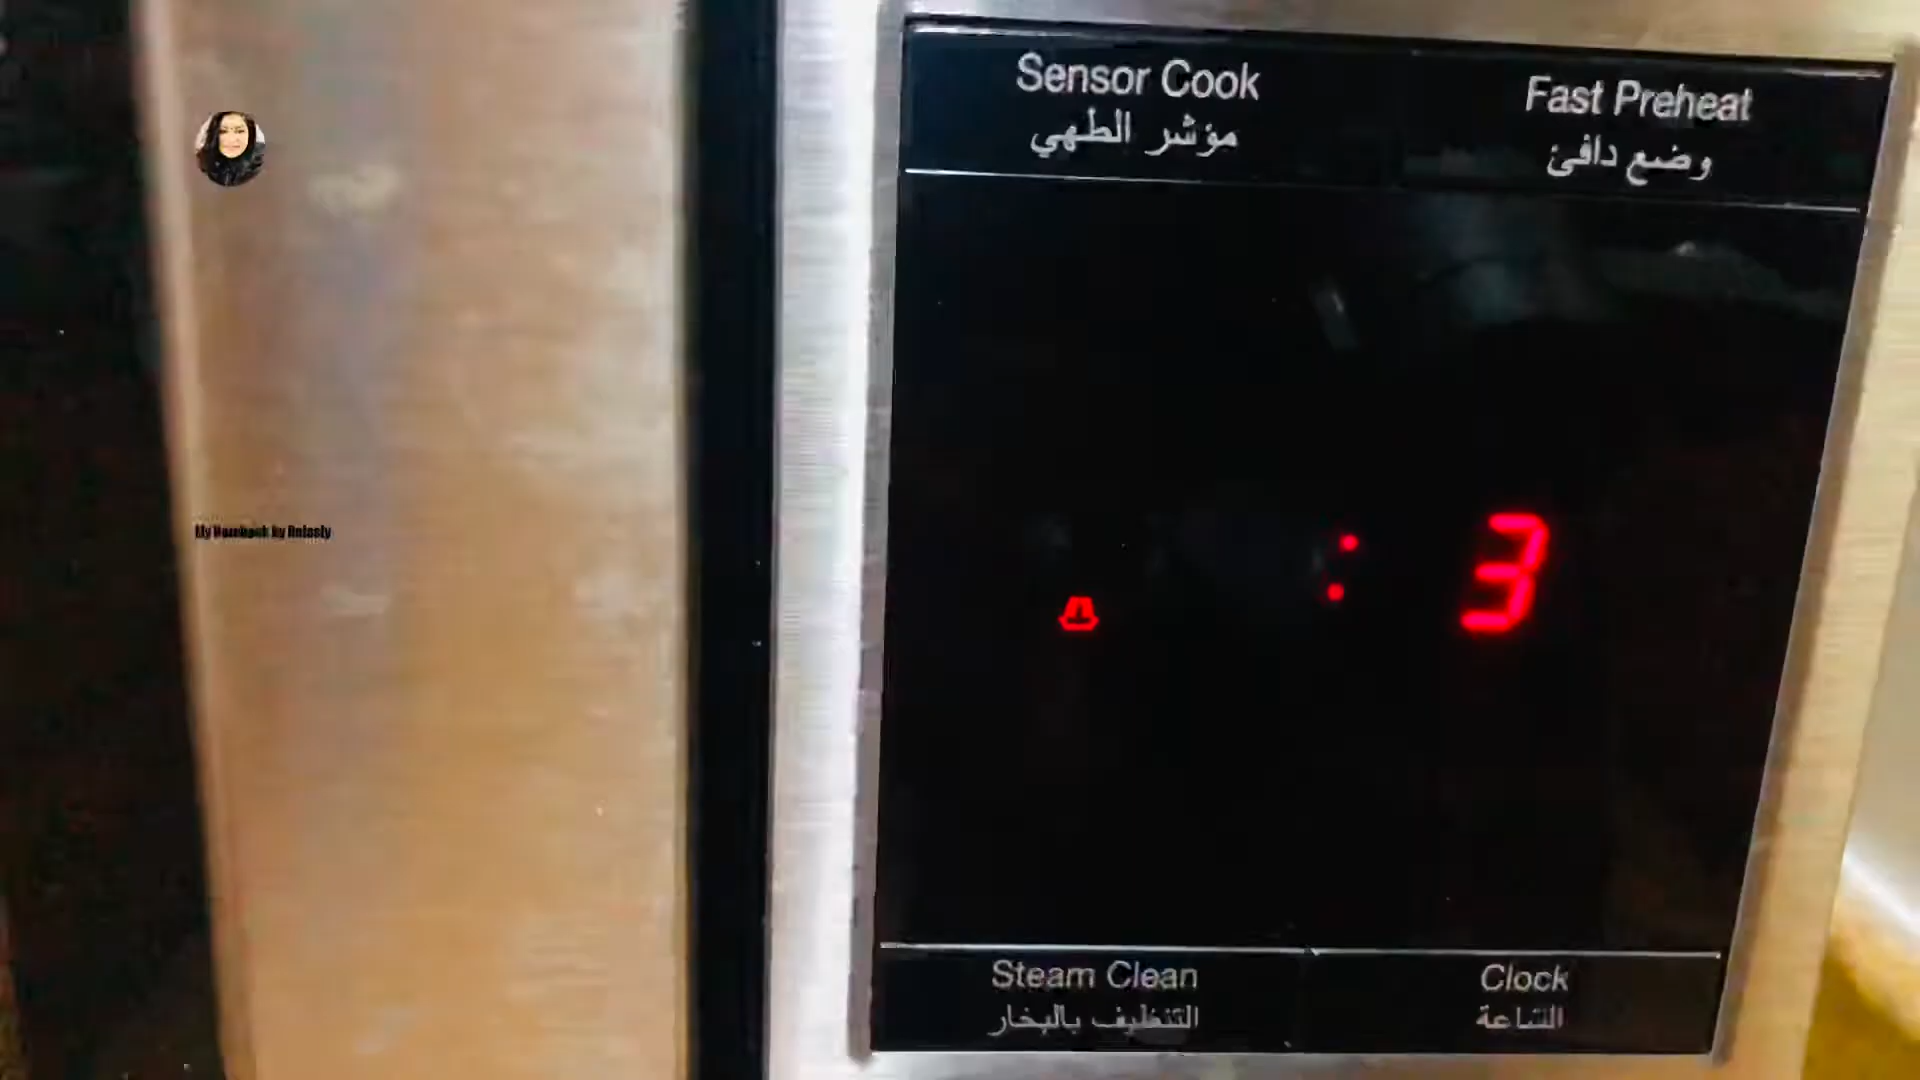 Sensor Cook
مؤشر الطهي
Fast Preheat
وضع دافئ
: 3
Steam Clean
التنظيف بالبخار
Clock
الساعة